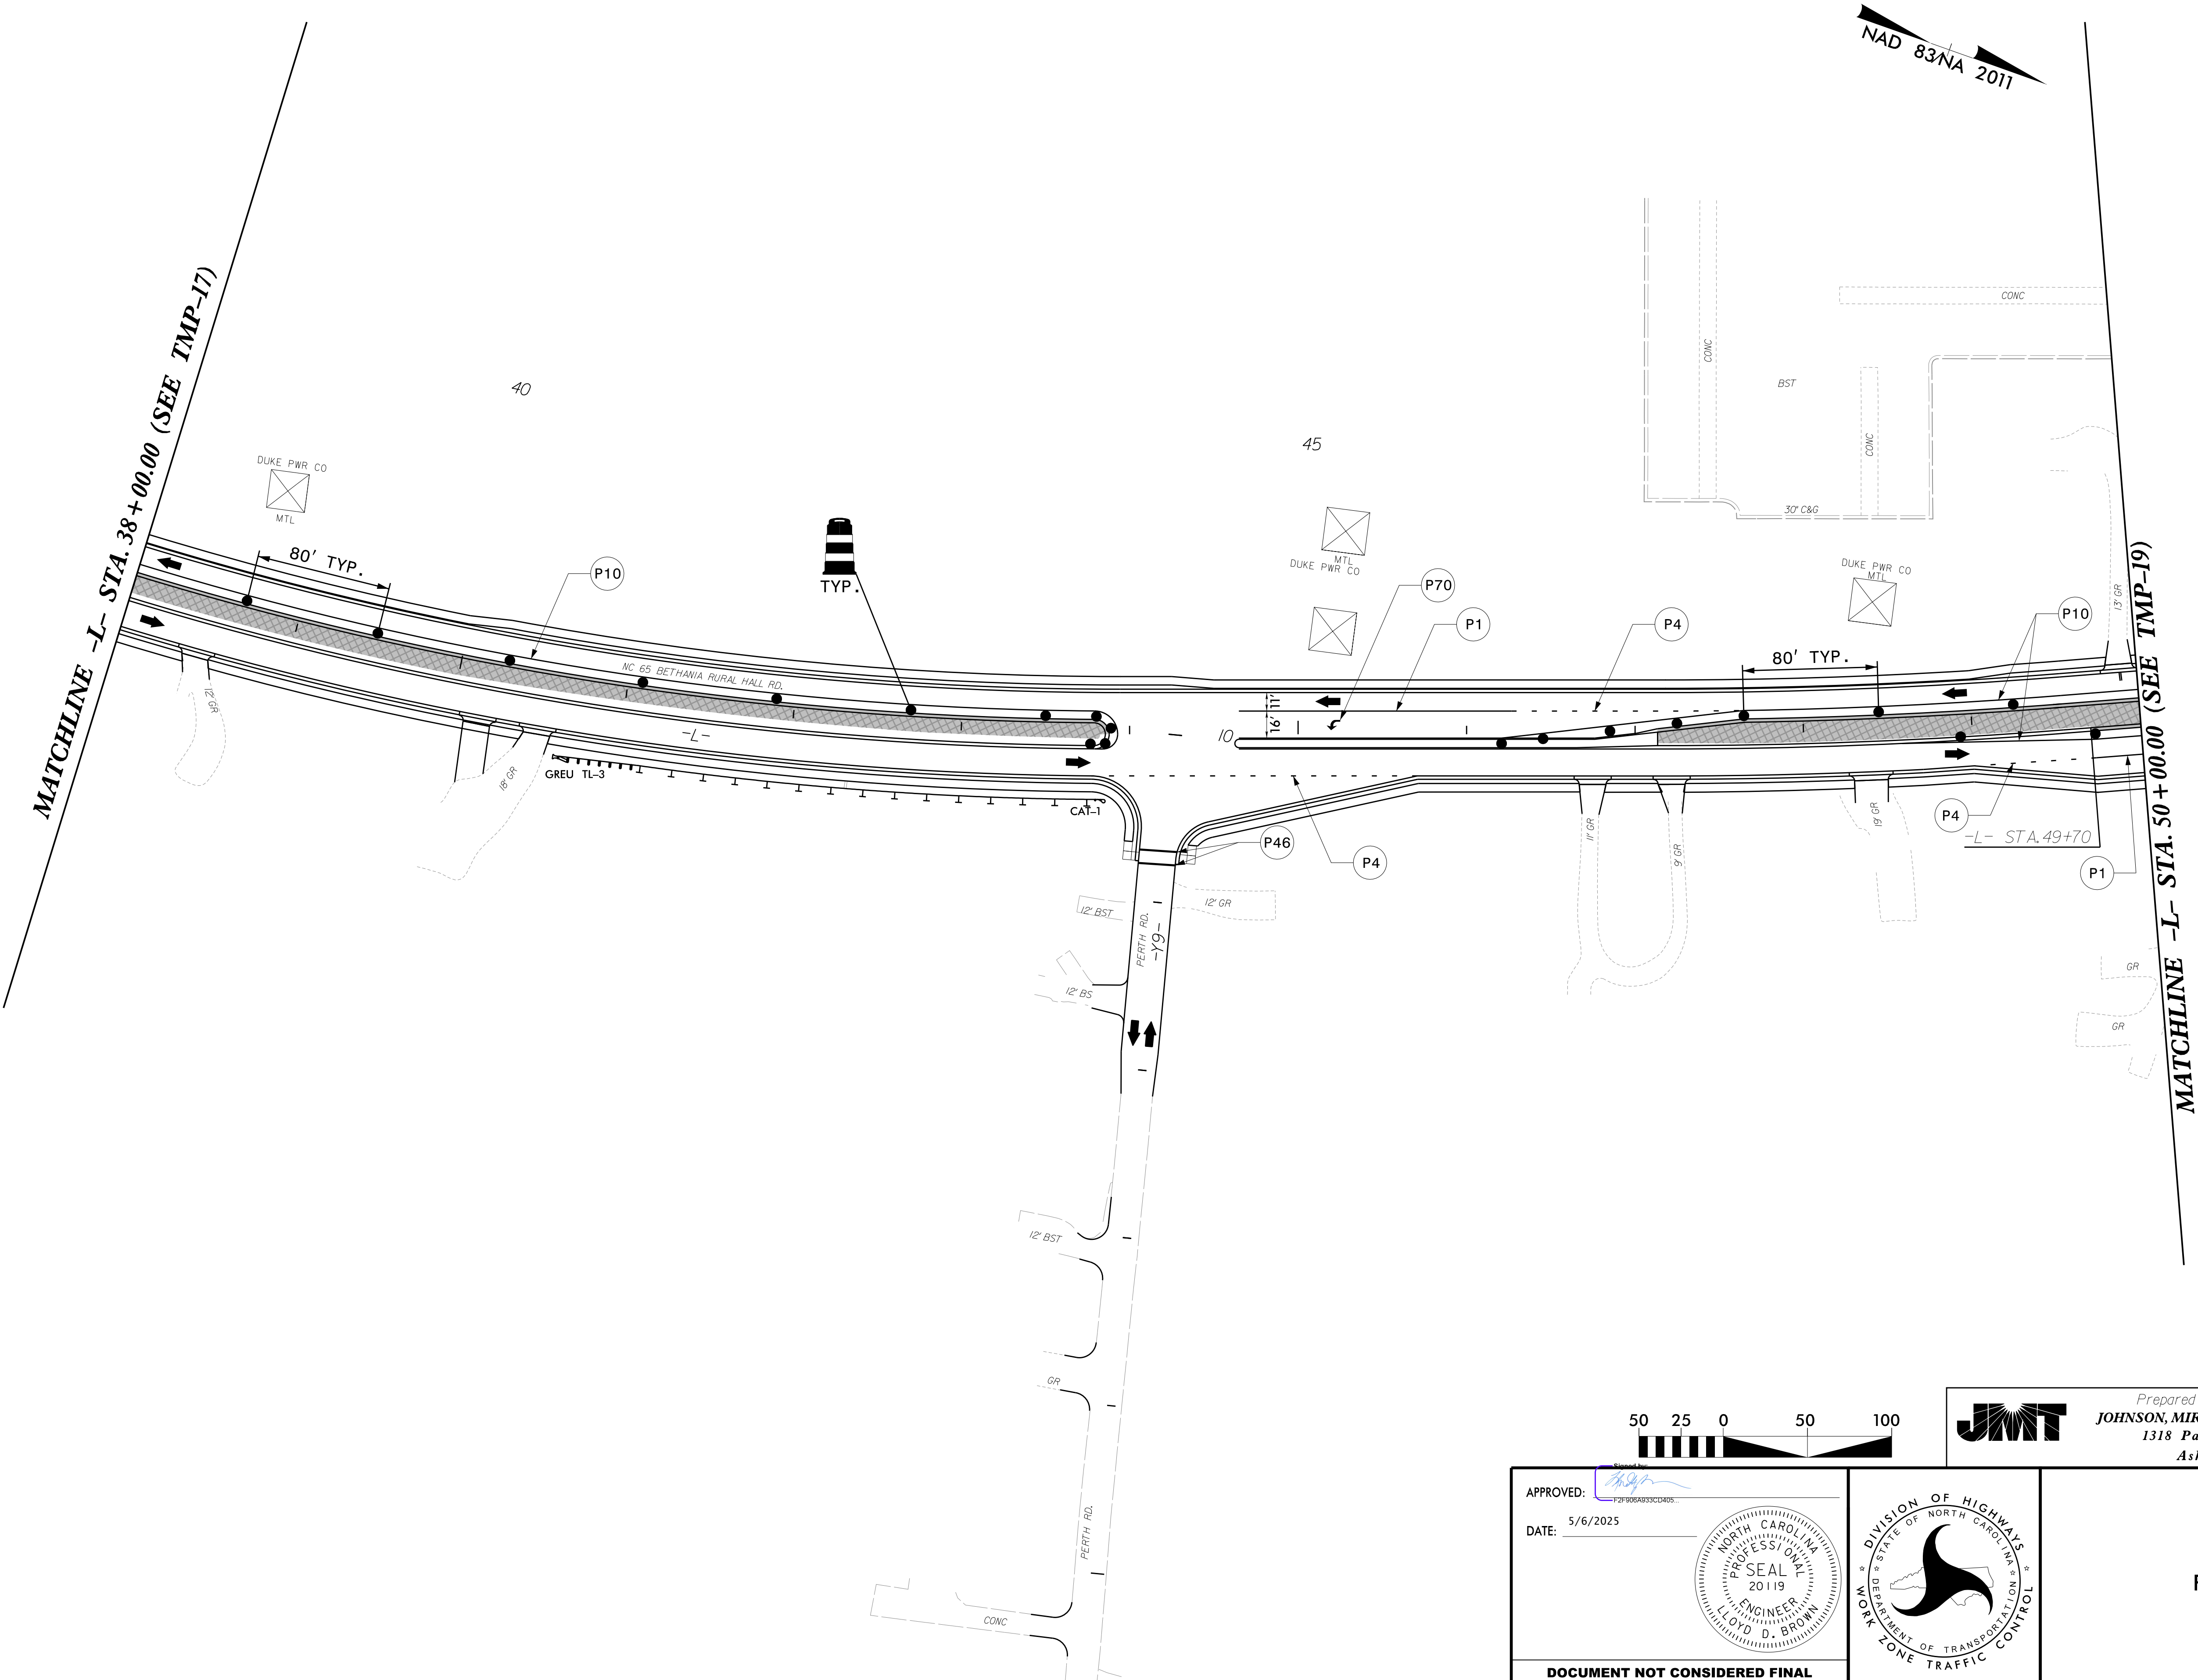 NAD 83/NA 2011
MATCHLINE -L- STA. 38+00.00 (SEE TMP-17)
40
45
CONC
CONC
BST
CONC
30" C&G
DUKE PWR CO
MTL
80' TYP.
P10
TYP.
NC 65 BETHANIA RURAL HALL RD.
-L-
MTL
DUKE PWR CO
P70
P1
P4
DUKE PWR CO
MTL
80' TYP.
P10
13' GR
MATCHLINE -L- STA. 50+00.00 (SEE TMP-19)
11'
16'
10
12' GR
18' GR
GREU TL-3
CAT-1
P46
P4
11' GR
9' GR
19' GR
P4
-L- STA.49+70
P1
12' BST
12' GR
PERTH RD.
-Y9-
12' BS
GR
GR
12' BST
GR
PERTH RD.
CONC
50 25 0 50 100
JMT
Prepared
1318
APPROVED:
Signed by:
F2F906A933CD405...
DATE: 5/6/2025
NORTH CAROLINA
PROFESSIONAL
SEAL
20119
ENGINEER
LLOYD D. BROWN
DIVISION OF HIGHWAYS
STATE OF NORTH CAROLINA
DEPARTMENT OF TRANSPORTATION
WORK ZONE TRAFFIC CONTROL
DOCUMENT NOT CONSIDERED FINAL